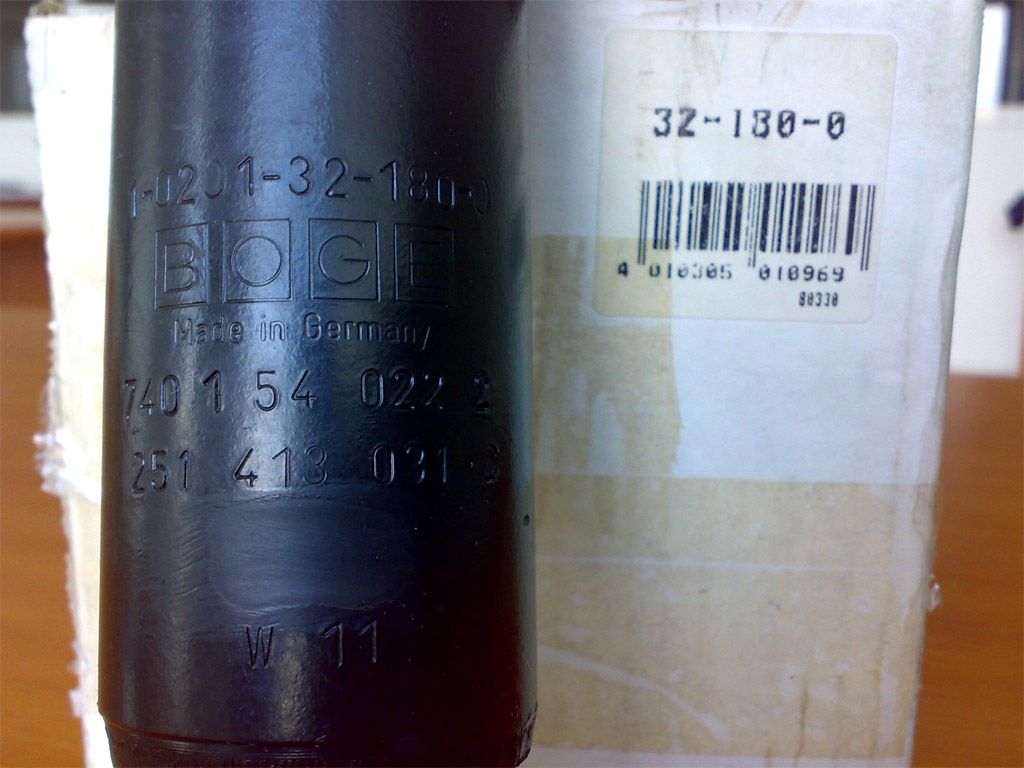 1-0201-32-180-0
BOGE
Made in Germany
740 1 54 022 2
251 413 031 C
W 11
32-180-0
4 010305 010969
80330